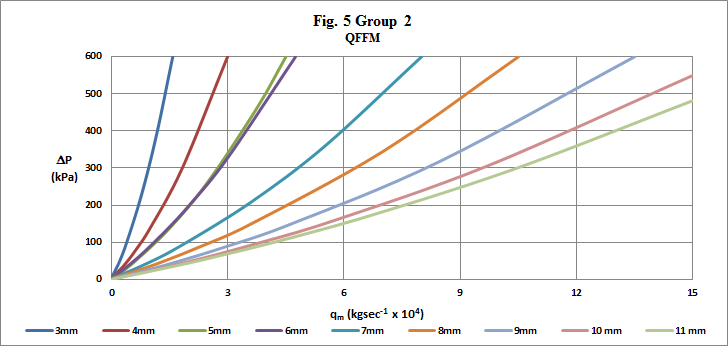 Fig. 5 Group 2
QFFM
600
500
400
300
200
100
0
ΔP
(kPa)
0 3 6 9 12 15
qm (kgsec-1 x 104)
3mm 4mm 5mm 6mm 7mm 8mm 9mm 10 mm 11 mm